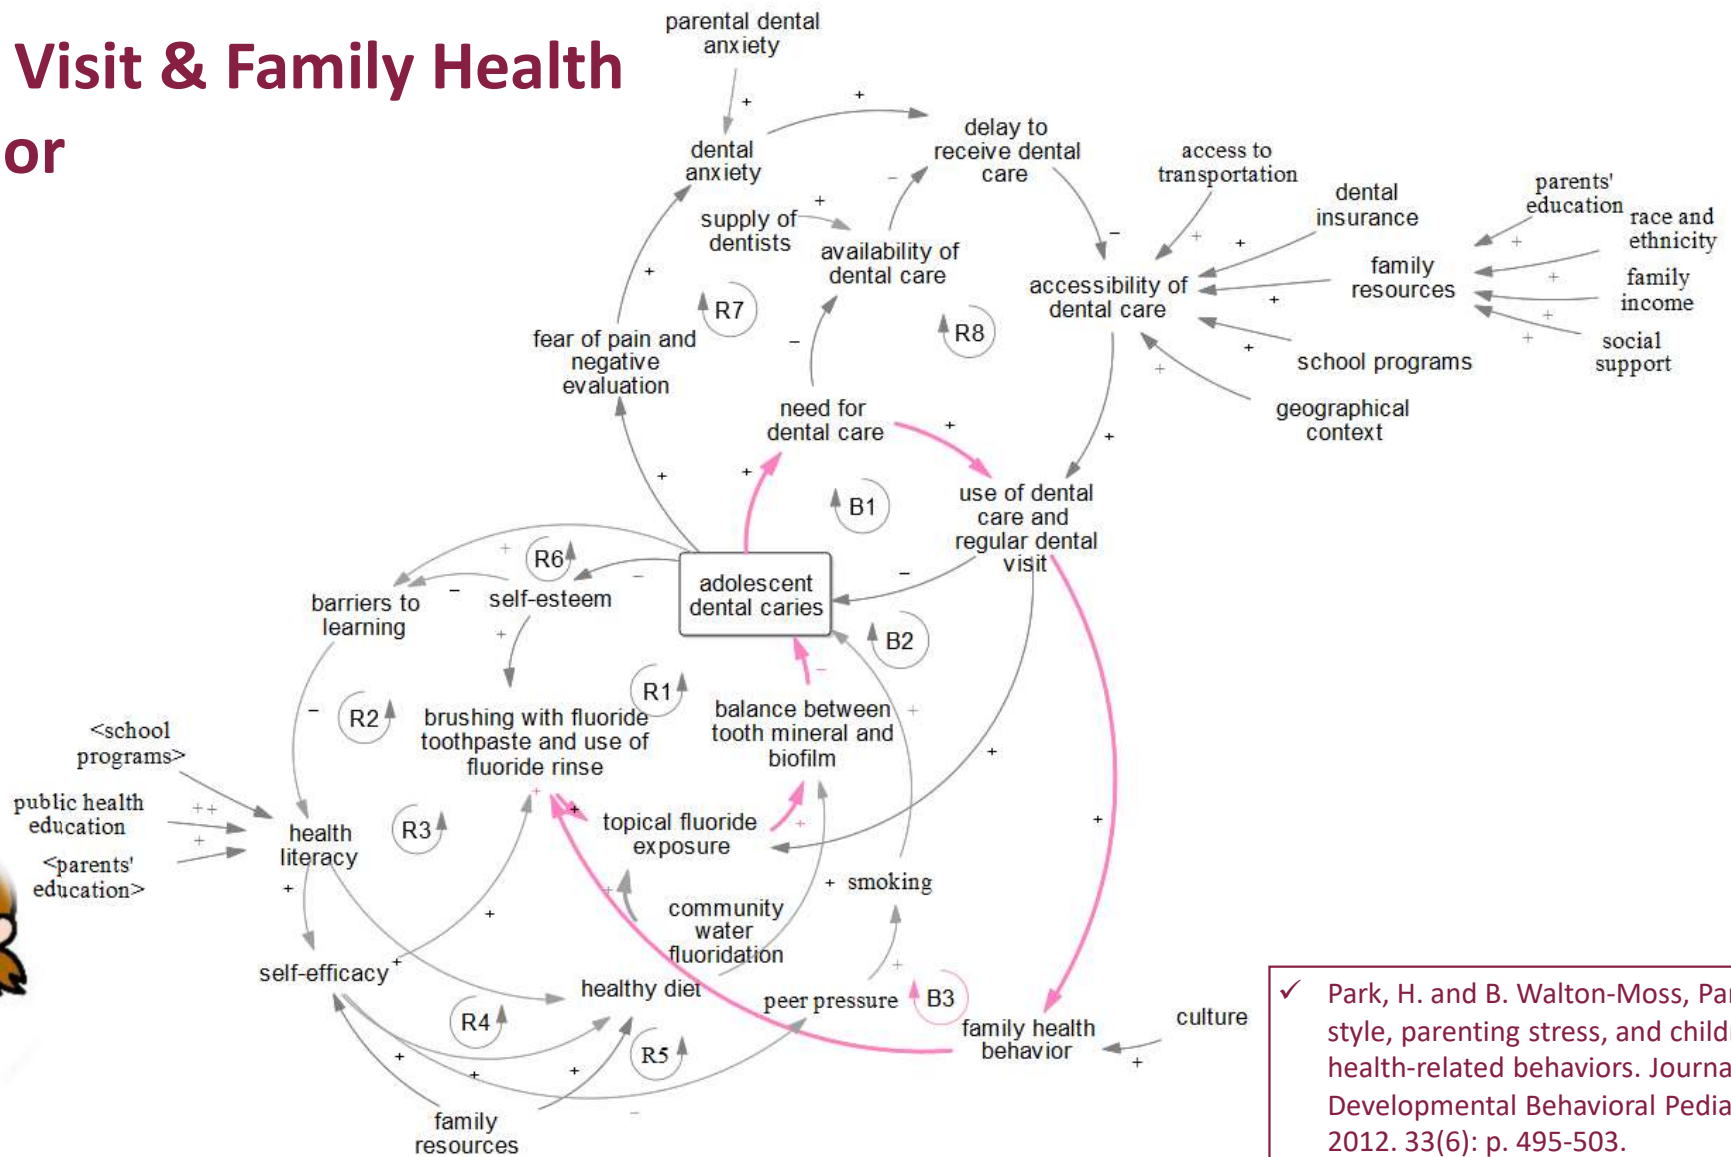 Visit & Family Health
or
parental dental
anxiety
+
+
dental
anxiety
delay to
receive dental
care
access to
transportation
parents'
education
dental
insurance
race and
ethnicity
−
+
supply of
dentists
availability of
dental care
−
+
+
+
family
resources
+
family
income
accessibility of
dental care
+
+
+
R7
R8
+
+
social
support
fear of pain and
negative
evaluation
−
+
school programs
+
geographical
context
need for
dental care
+
+
+
+
B1
use of dental
care and
regular dental
visit
+
R6
−
−
adolescent
dental caries
−
barriers to
learning
self-esteem
+
B2
R1
−
−
R2
brushing with fluoride
toothpaste and use of
fluoride rinse
balance between
tooth mineral and
biofilm
+
<school
programs>
+
+
public health
education
++
+
R3
topical fluoride
exposure
+
+
health
literacy
<parents'
education>
+
+
+
smoking
+
community
water
fluoridation
self-efficacy
+
healthy diet
+
peer pressure
B3
R4
R5
family health
behavior
culture
+
+
+
+
−
family
resources
✓ Park, H. and B. Walton-Moss, Par
style, parenting stress, and childr
health-related behaviors. Journa
Developmental Behavioral Pedia
2012. 33(6): p. 495-503.